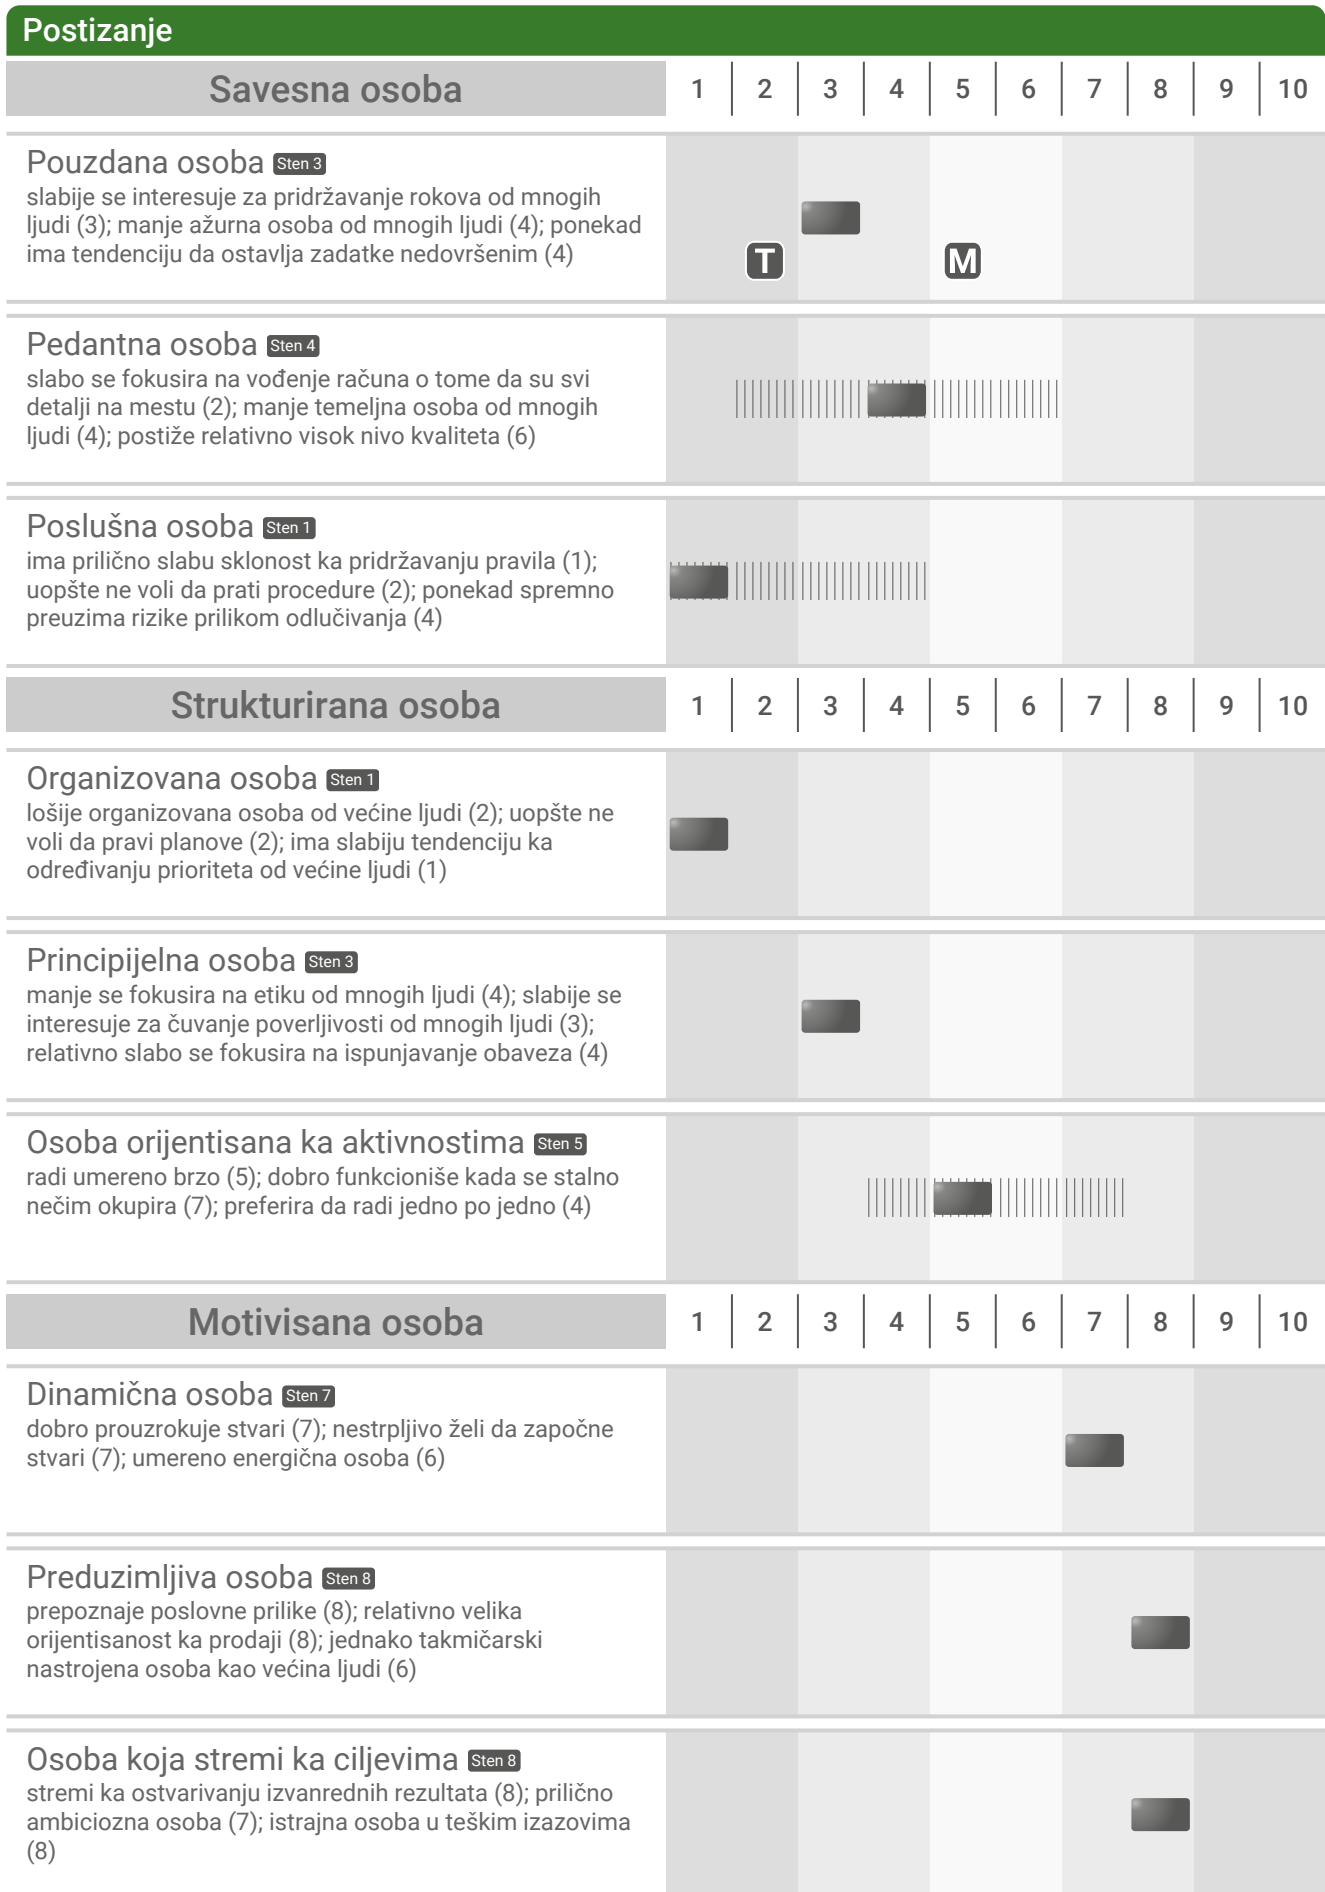 Postizanje
Savesna osoba 1 2 3 4 5 6 7 8 9 10
Pouzdana osoba Sten 3
slabije se interesuje za pridržavanje rokova od mnogih
ljudi (3); manje ažurna osoba od mnogih ljudi (4); ponekad
ima tendenciju da ostavlja zadatke nedovršenim (4)
T M
Pedantna osoba Sten 4
slabo se fokusira na vođenje računa o tome da su svi
detalji na mestu (2); manje temeljna osoba od mnogih
ljudi (4); postiže relativno visok nivo kvaliteta (6)
Poslušna osoba Sten 1
ima prilično slabu sklonost ka pridržavanju pravila (1);
uopšte ne voli da prati procedure (2); ponekad spremno
preuzima rizike prilikom odlučivanja (4)
Strukturirana osoba 1 2 3 4 5 6 7 8 9 10
Organizovana osoba Sten 1
lošije organizovana osoba od većine ljudi (2); uopšte ne
voli da pravi planove (2); ima slabiju tendenciju ka
određivanju prioriteta od većine ljudi (1)
Principijelna osoba Sten 3
manje se fokusira na etiku od mnogih ljudi (4); slabije se
interesuje za čuvanje poverljivosti od mnogih ljudi (3);
relativno slabo se fokusira na ispunjavanje obaveza (4)
Osoba orijentisana ka aktivnostima Sten 5
radi umereno brzo (5); dobro funkcioniše kada se stalno
nečim okupira (7); preferira da radi jedno po jedno (4)
Motivisana osoba 1 2 3 4 5 6 7 8 9 10
Dinamična osoba Sten 7
dobro prouzrokuje stvari (7); nestrpljivo želi da započne
stvari (7); umereno energična osoba (6)
Preduzimljiva osoba Sten 8
prepoznaje poslovne prilike (8); relativno velika
orijentisanost ka prodaji (8); jednako takmičarski
nastrojena osoba kao većina ljudi (6)
Osoba koja stremi ka ciljevima Sten 8
stremi ka ostvarivanju izvanrednih rezultata (8); prilično
ambiciozna osoba (7); istrajna osoba u teškim izazovima
(8)